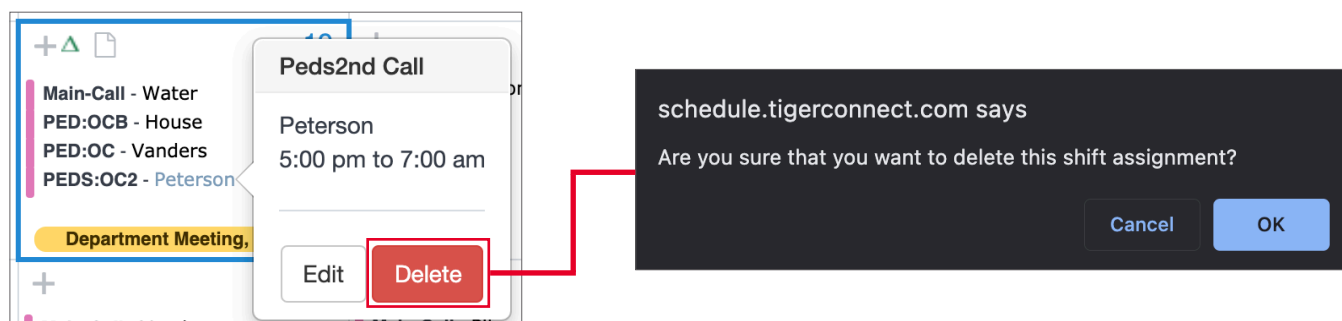 Main-Call - Water
PED:OCB - House
PED:OC - Vanders
PEDS:OC2 - Peterson
Department Meeting,
Peds2nd Call
Peterson
5:00 pm to 7:00 am
Edit
Delete
schedule.tigerconnect.com says
Are you sure that you want to delete this shift assignment?
Cancel
OK